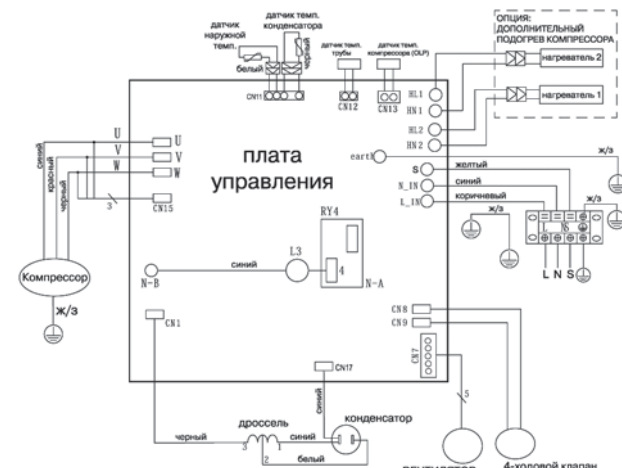 ОПЦИЯ:
ДОПОЛНИТЕЛЬНЫЙ
ПОДОГРЕВ КОМПРЕССОРА
нагреватель 2
нагреватель 1
датчик
наружной
темп.
датчик темп.
конденсатора
белый
черный
датчик темп.
трубы
датчик темп.
компрессора (OLP)
CN11
CN12
CN13
HL1
HN1
HL2
HN2
earth
ж/з
S
желтый
N_IN
синий
L_IN
коричневый
ж/з
ж/з
L N S
L N S
U
V
W
U
V
W
синий
красный
черный
3
CN15
плата
управления
RY4
L3
4
синий
N-B
N-A
Компрессор
ж/з
CN1
CN8
CN9
CN7
CN17
5
синий
дроссель
конденсатор
черный
3
1
синий
2
белый
4-ходовой клапан